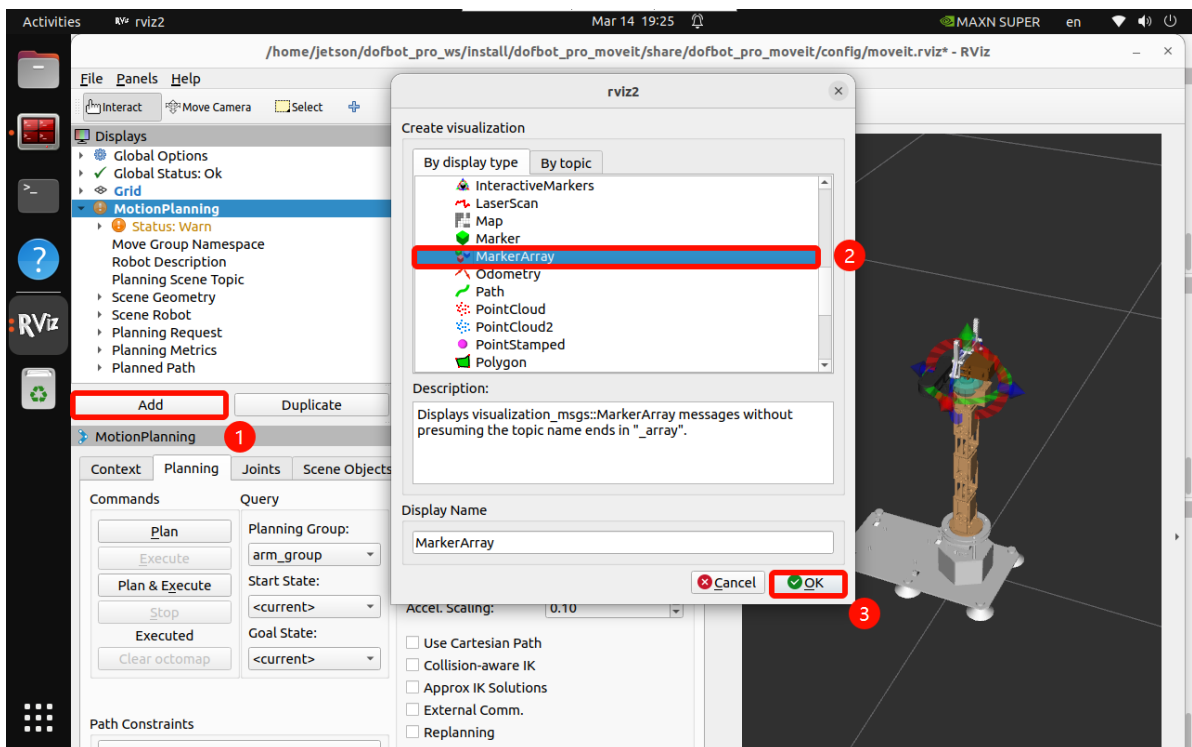 Activities
rviz2
Mar 14 19:25
MAXN SUPER
en
/home/jetson/dofbot_pro_ws/install/dofbot_pro_moveit/share/dofbot_pro_moveit/config/moveit.rviz* - RViz
File Panels Help
Interact Move Camera Select
Displays
Global Options
Global Status: Ok
Grid
MotionPlanning
Status: Warn
Move Group Namespace
Robot Description
Planning Scene Topic
Scene Geometry
Scene Robot
Planning Request
Planning Metrics
Planned Path
Add Duplicate
1
MotionPlanning
Context Planning Joints Scene Objects
Commands Query
Plan
Execute
Plan & Execute
Stop
Executed
Clear octomap
Planning Group:
arm_group
Start State:
<current>
Goal State:
<current>
Path Constraints
Accel. Scaling: 0.10
Use Cartesian Path
Collision-aware IK
Approx IK Solutions
External Comm.
Replanning
rviz2
Create visualization
By display type By topic
InteractiveMarkers
LaserScan
Map
Marker
MarkerArray
2
Odometry
Path
PointCloud
PointCloud2
PointStamped
Polygon
Description:
Displays visualization_msgs::MarkerArray messages without
presuming the topic name ends in "_array".
Display Name
MarkerArray
Cancel OK
3
RViz